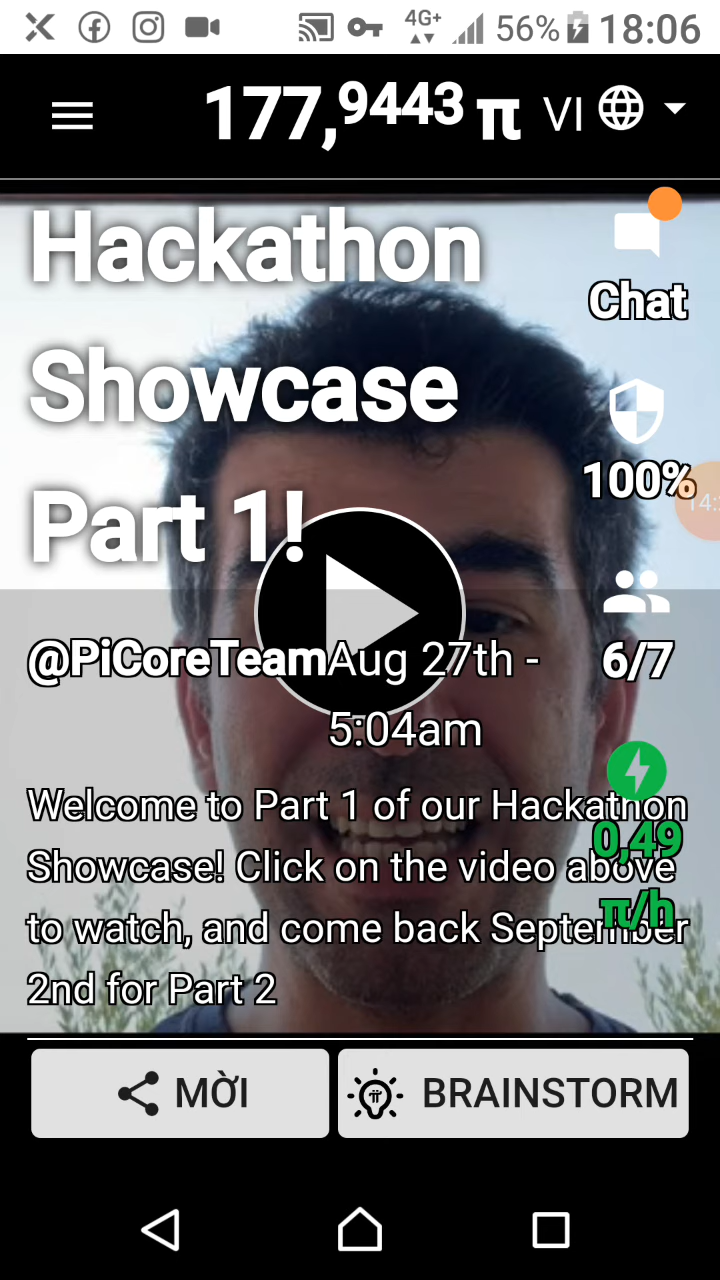 4G+ 56% 18:06
177,9443 π VI
Hackathon
Showcase
Part 1!
Chat
100%
14:
@PiCoreTeam Aug 27th -
5:04am
6/7
Welcome to Part 1 of our Hackathon
Showcase! Click on the video above
to watch, and come back September
2nd for Part 2
0,49
π/h
MỜI
BRAINSTORM